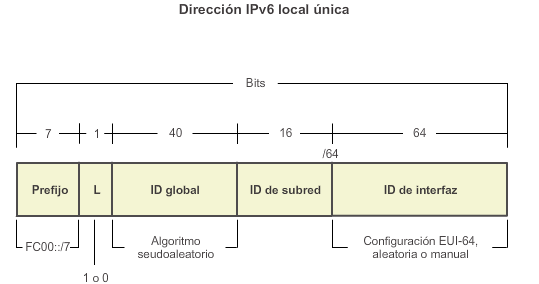 Dirección IPv6 local única
Bits
7 1 40 16 64
/64
Prefijo L ID global ID de subred ID de interfaz
FC00::/7
Algoritmo
seudoaleatorio
Configuración EUI-64,
aleatoria o manual
1 o 0